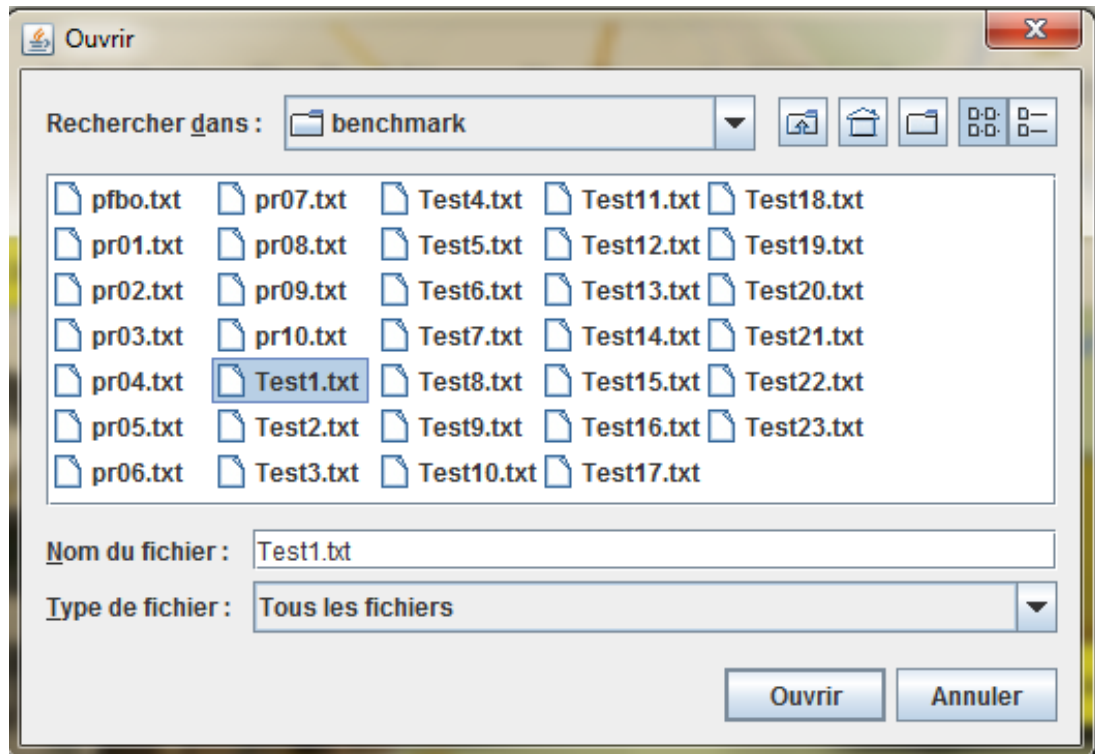 Ouvrir
Rechercher dans : benchmark
pfbo.txt pr07.txt Test4.txt Test11.txt Test18.txt
pr01.txt pr08.txt Test5.txt Test12.txt Test19.txt
pr02.txt pr09.txt Test6.txt Test13.txt Test20.txt
pr03.txt pr10.txt Test7.txt Test14.txt Test21.txt
pr04.txt Test1.txt Test8.txt Test15.txt Test22.txt
pr05.txt Test2.txt Test9.txt Test16.txt Test23.txt
pr06.txt Test3.txt Test10.txt Test17.txt
Nom du fichier : Test1.txt
Type de fichier : Tous les fichiers
Ouvrir Annuler